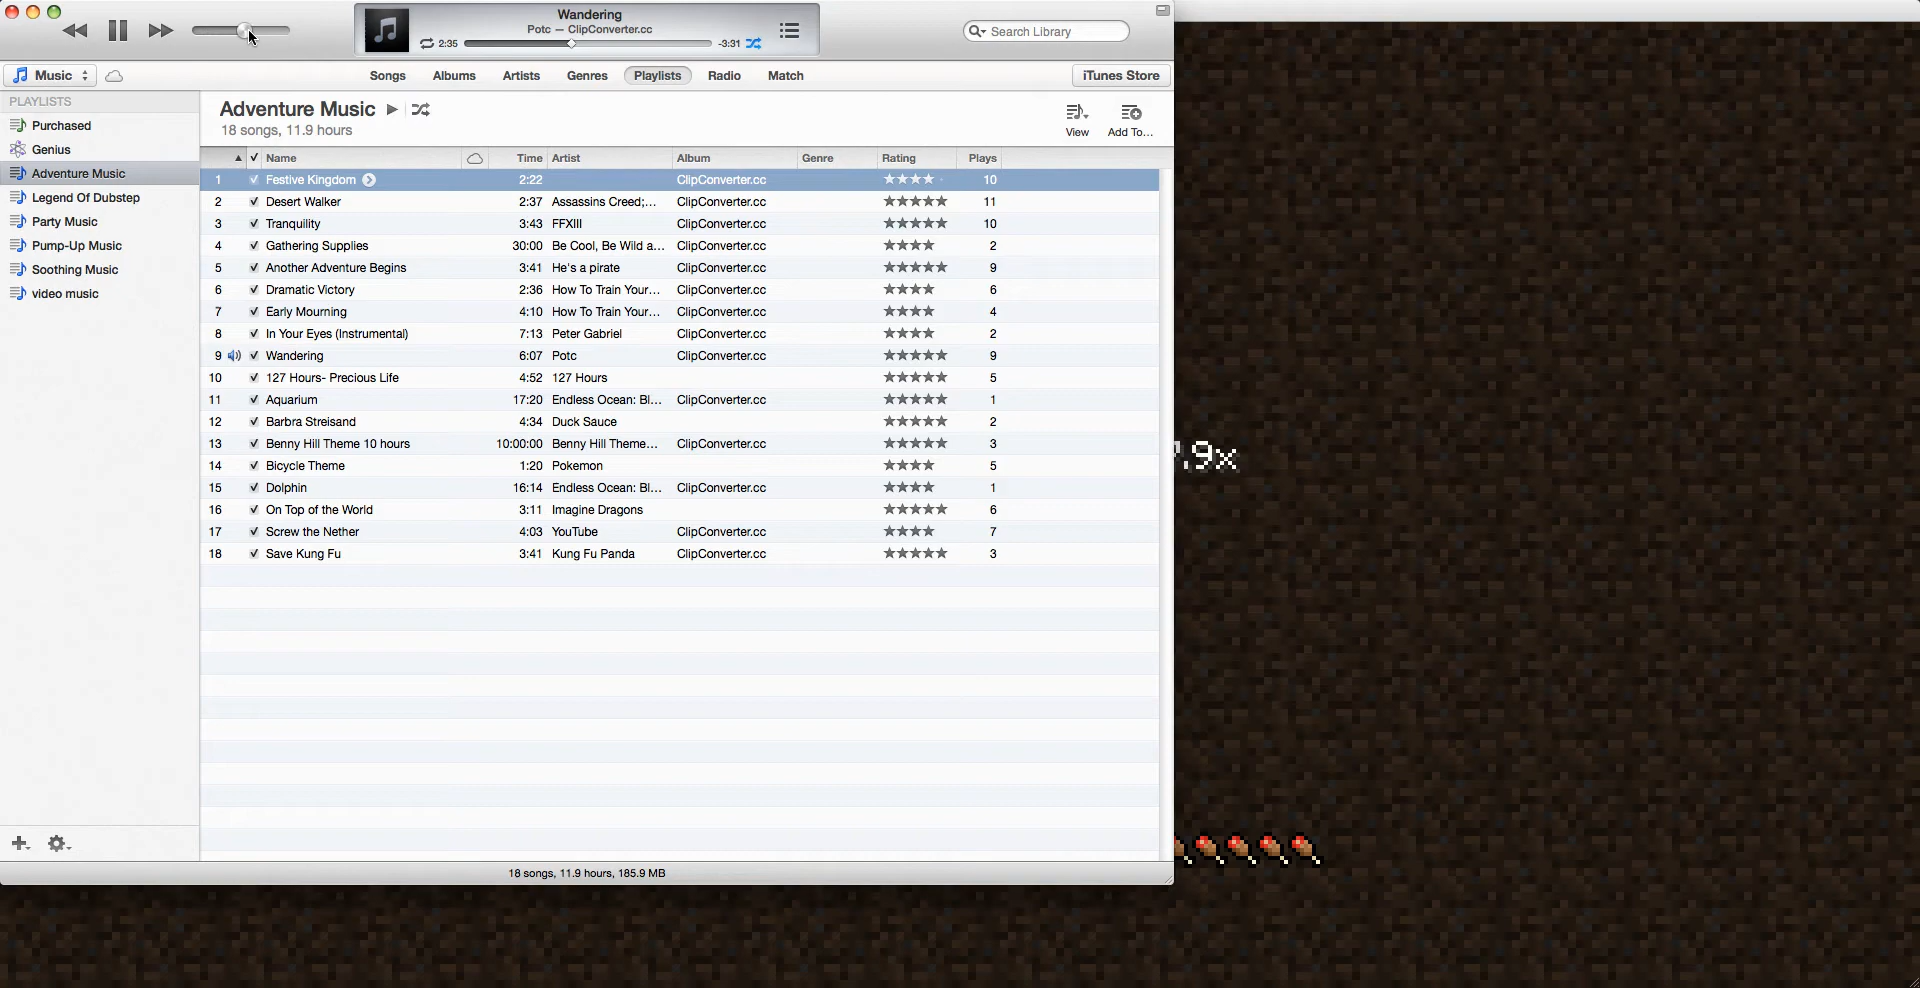 Wandering
Potc — ClipConverter.cc
2:35 -3:31
Search Library
Music Songs Albums Artists Genres Playlists Radio Match iTunes Store
PLAYLISTS
Purchased
Genius
Adventure Music
Legend Of Dubstep
Party Music
Pump-Up Music
Soothing Music
video music
Adventure Music
18 songs, 11.9 hours
View Add To...
Name Time Artist Album Genre Rating Plays
1 Festive Kingdom 2:22 ClipConverter.cc 10
2 Desert Walker 2:37 Assassins Creed;... ClipConverter.cc 11
3 Tranquility 3:43 FFXIII ClipConverter.cc 10
4 Gathering Supplies 30:00 Be Cool, Be Wild a... ClipConverter.cc 2
5 Another Adventure Begins 3:41 He's a pirate ClipConverter.cc 9
6 Dramatic Victory 2:36 How To Train Your... ClipConverter.cc 6
7 Early Mourning 4:10 How To Train Your... ClipConverter.cc 4
8 In Your Eyes (Instrumental) 7:13 Peter Gabriel ClipConverter.cc 2
9 Wandering 6:07 Potc ClipConverter.cc 9
10 127 Hours- Precious Life 4:52 127 Hours 5
11 Aquarium 17:20 Endless Ocean: Bl... ClipConverter.cc 1
12 Barbra Streisand 4:34 Duck Sauce 2
13 Benny Hill Theme 10 hours 10:00:00 Benny Hill Theme... ClipConverter.cc 3
14 Bicycle Theme 1:20 Pokemon 5
15 Dolphin 16:14 Endless Ocean: Bl... ClipConverter.cc 1
16 On Top of the World 3:11 Imagine Dragons 6
17 Screw the Nether 4:03 YouTube ClipConverter.cc 7
18 Save Kung Fu 3:41 Kung Fu Panda ClipConverter.cc 3
.9x
18 songs, 11.9 hours, 185.9 MB